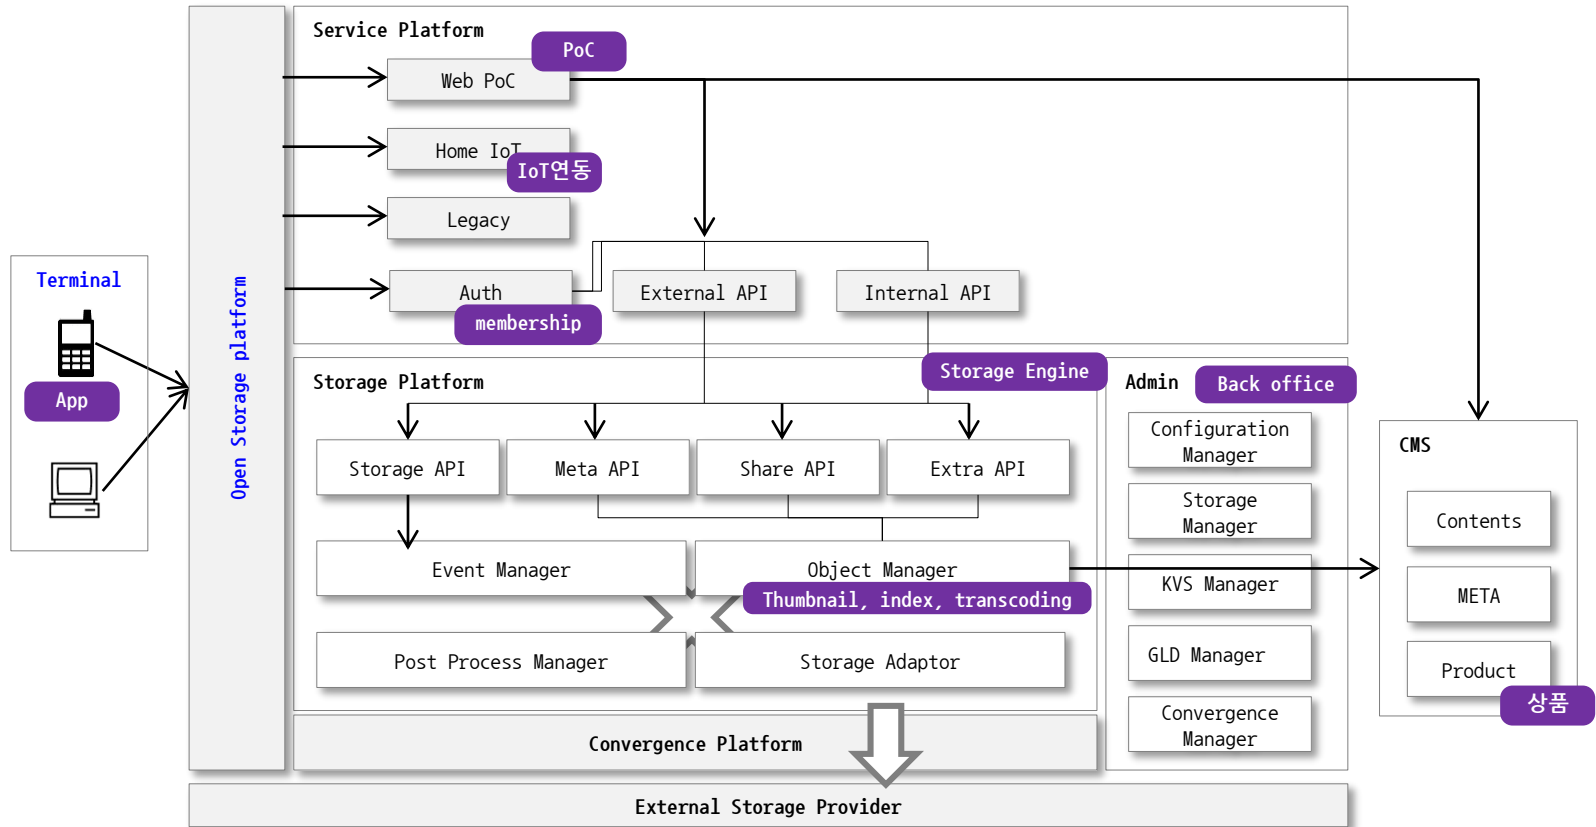 Service Platform
PoC
Web PoC
Home IoT
IoT연동
Legacy
Terminal
Auth
External API
Internal API
membership
Open Storage platform
App
Storage Platform
Storage Engine
Admin
Back office
Storage API
Meta API
Share API
Extra API
Configuration
Manager
Storage
Manager
KVS Manager
GLD Manager
Convergence
Manager
Event Manager
Object Manager
Thumbnail, index, transcoding
Post Process Manager
Storage Adaptor
CMS
Contents
META
Product
상품
Convergence Platform
External Storage Provider